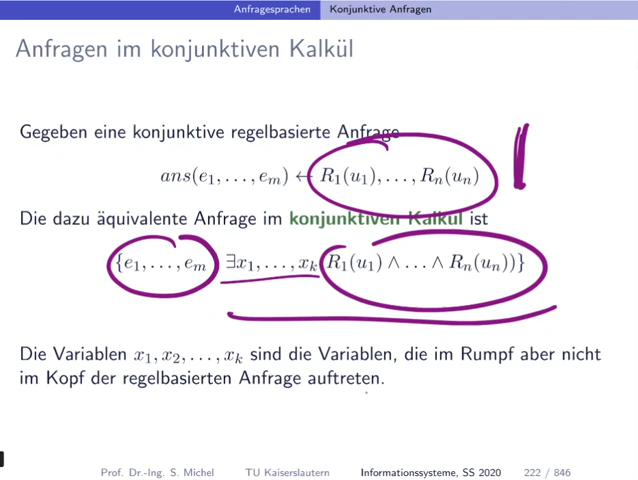 Anfragesprachen Konjunktive Anfragen
Anfragen im konjunktiven Kalkül
Gegeben eine konjunktive regelbasierte Anfrage
ans(e₁, . . . , eₘ) ← R₁(u₁), . . . , Rₙ(uₙ)
Die dazu äquivalente Anfrage im konjunktiven Kalkül ist
{e₁, . . . , eₘ | ∃x₁, . . . , xₖ(R₁(u₁) ∧ . . . ∧ Rₙ(uₙ))}
Die Variablen x₁, x₂, . . . , xₖ sind die Variablen, die im Rumpf aber nicht
im Kopf der regelbasierten Anfrage auftreten.
Prof. Dr.-Ing. S. Michel TU Kaiserslautern Informationssysteme, SS 2020 222 / 846